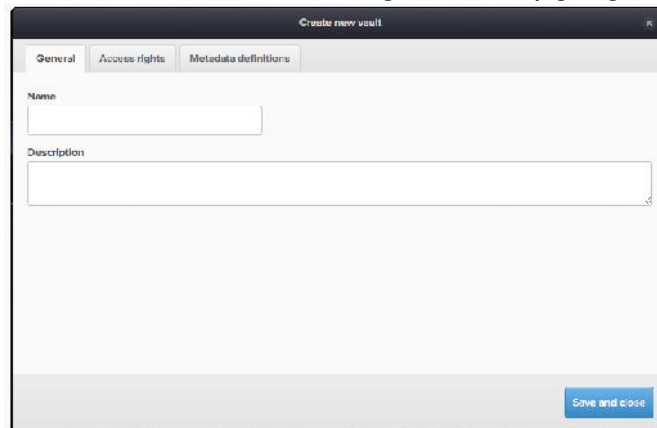 Create new vault
General Access rights Metadata definitions
Name
Description
Save and close